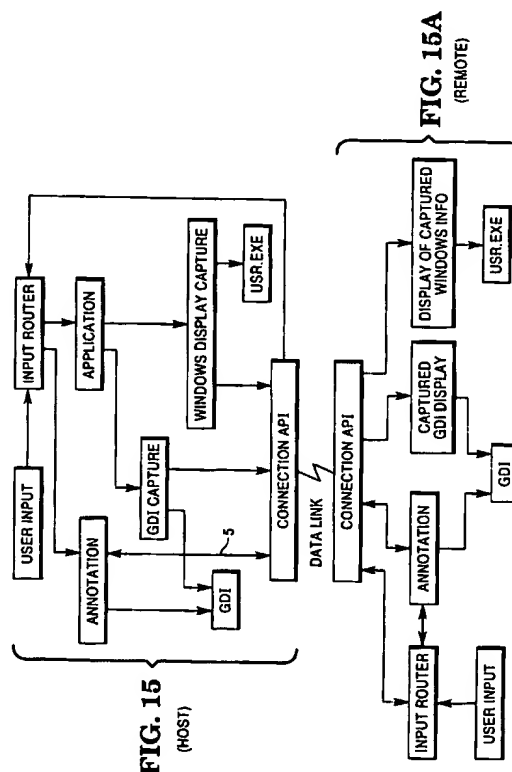 FIG. 15
(HOST)
USER INPUT
INPUT ROUTER
ANNOTATION
APPLICATION
GDI CAPTURE
WINDOWS DISPLAY CAPTURE
GDI
5
USR.EXE
CONNECTION API
DATA LINK
FIG. 15A
(REMOTE)
CONNECTION API
INPUT ROUTER
ANNOTATION
CAPTURED
GDI DISPLAY
DISPLAY OF CAPTURED
WINDOWS INFO
USER INPUT
GDI
USR.EXE